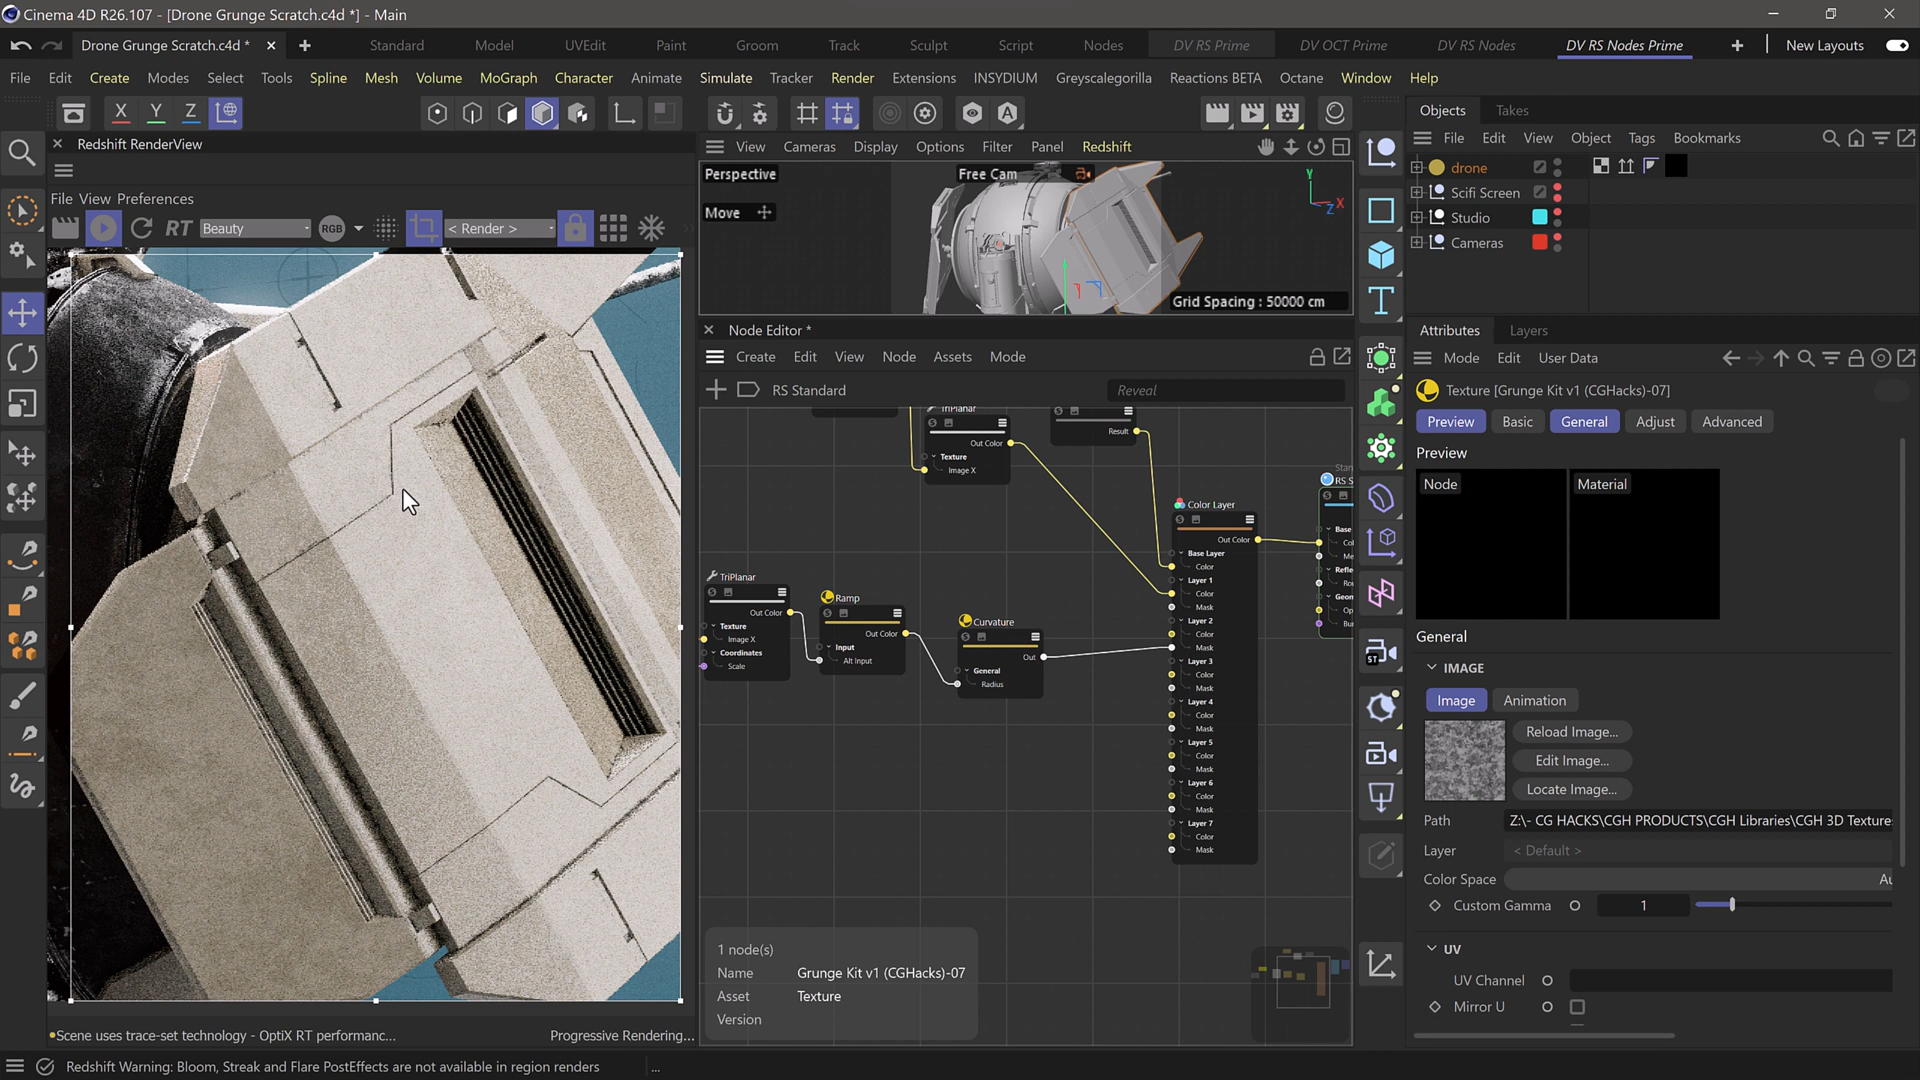 Cinema 4D R26.107 - [Drone Grunge Scratch.c4d *] - Main
Drone Grunge Scratch.c4d *
Standard Model UVEdit Paint Groom Track Sculpt Script Nodes DV RS Prime DV OCT Prime DV RS Nodes DV RS Nodes Prime New Layouts
File Edit Create Modes Select Tools Spline Mesh Volume MoGraph Character Animate Simulate Tracker Render Extensions INSYDIUM Greyscalegorilla Reactions BETA Octane Window Help
X Y Z
Redshift RenderView
File View Preferences
RT Beauty RGB < Render >
Scene uses trace-set technology - OptiX RT performanc...
Progressive Rendering...
Redshift Warning: Bloom, Streak and Flare PostEffects are not available in region renders
...
View Cameras Display Options Filter Panel Redshift
Perspective
Free Cam
Move
Y
X
Z
Grid Spacing : 50000 cm
Node Editor *
Create Edit View Node Assets Mode
RS Standard
Reveal
TriPlanar
Out Color
Texture
Image X
Result
TriPlanar
Out Color
Texture
Image X
Coordinates
Scale
Ramp
Out Color
Input
Alt Input
Curvature
Out
General
Radius
Color Layer
Out Color
Base Layer
Color
Layer 1
Color
Mask
Layer 2
Color
Mask
Layer 3
Color
Mask
Layer 4
Color
Mask
Layer 5
Color
Mask
Layer 6
Color
Mask
Layer 7
Color
Mask
Stan
RS S
Base
Co
Me
Refle
Ro
Geon
Op
Bu
1 node(s)
Name Grunge Kit v1 (CGHacks)-07
Asset Texture
Version
ST
Objects Takes
File Edit View Object Tags Bookmarks
drone
Scifi Screen
Studio
Cameras
Attributes Layers
Mode Edit User Data
Texture [Grunge Kit v1 (CGHacks)-07]
Preview Basic General Adjust Advanced
Preview
Node
Material
General
IMAGE
Image Animation
Reload Image...
Edit Image...
Locate Image...
Path Z:\- CG HACKS\CGH PRODUCTS\CGH Libraries\CGH 3D Textures
Layer < Default >
Color Space Au
Custom Gamma 1
UV
UV Channel
Mirror U